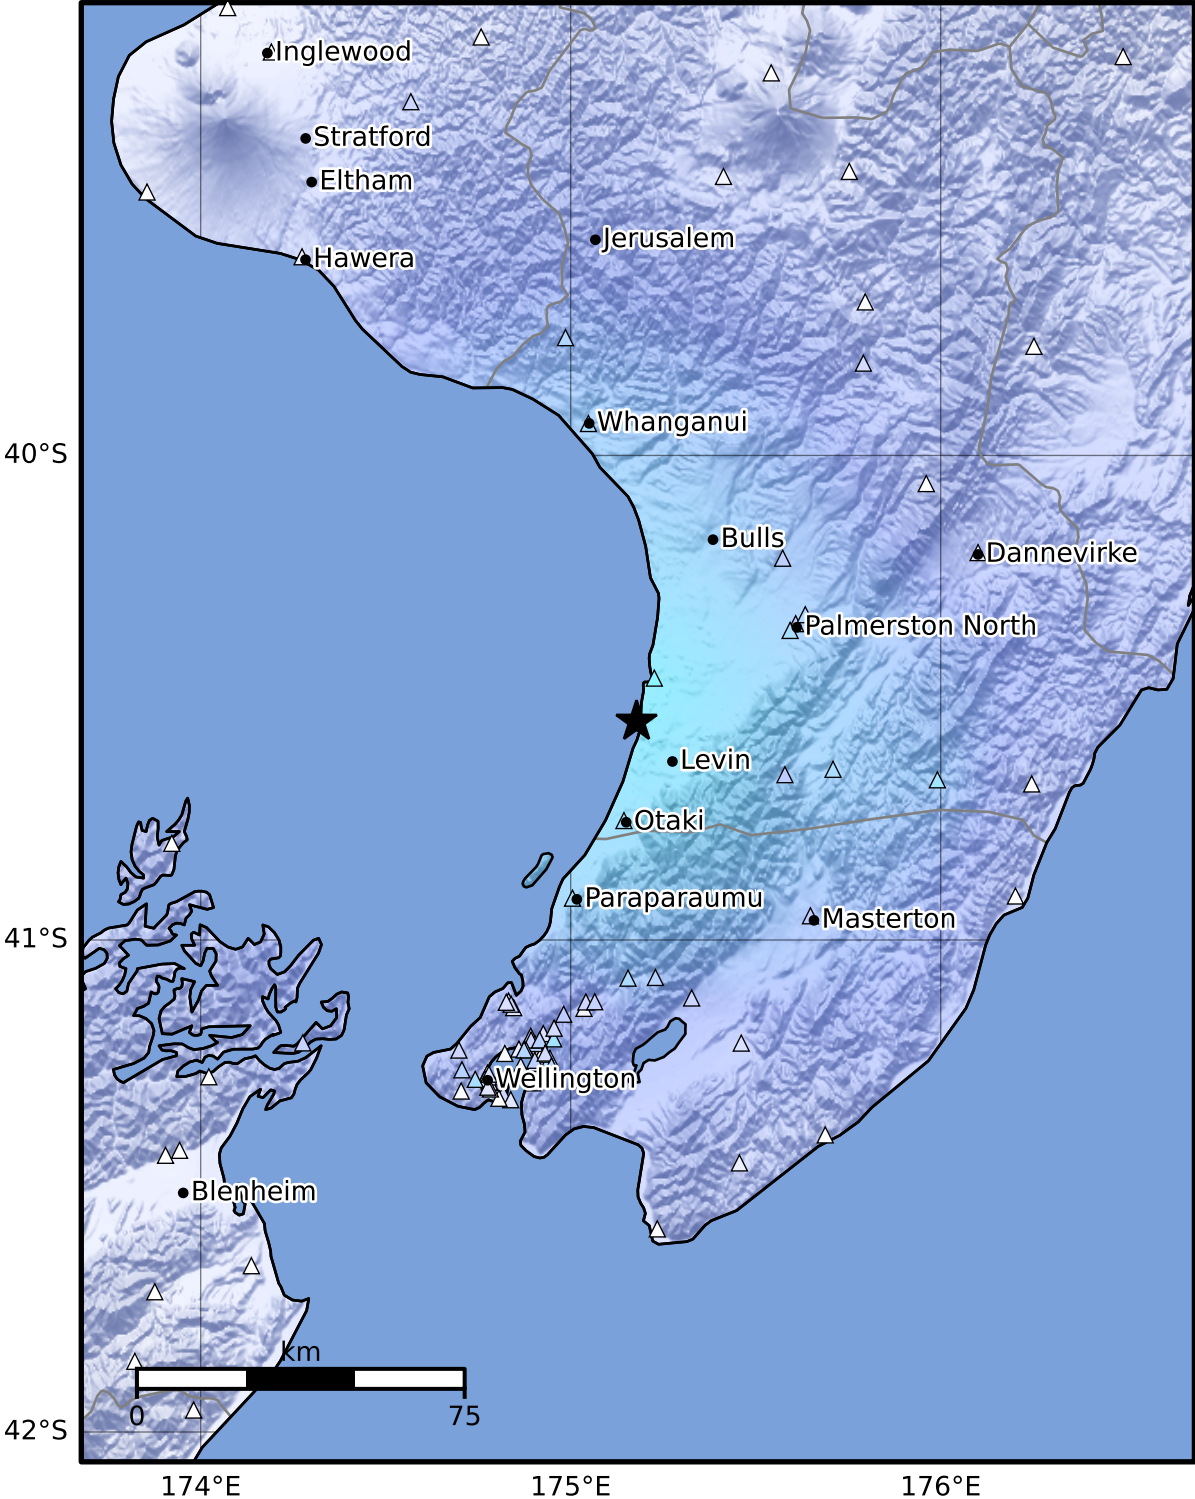 Inglewood
Stratford
Eltham
Jerusalem
Hawera
Whanganui
40°S
Bulls
Dannevirke
Palmerston North
Levin
Otaki
Paraparaumu
Masterton
41°S
Wellington
Blenheim
km
0 75
42°S
174°E 175°E 176°E